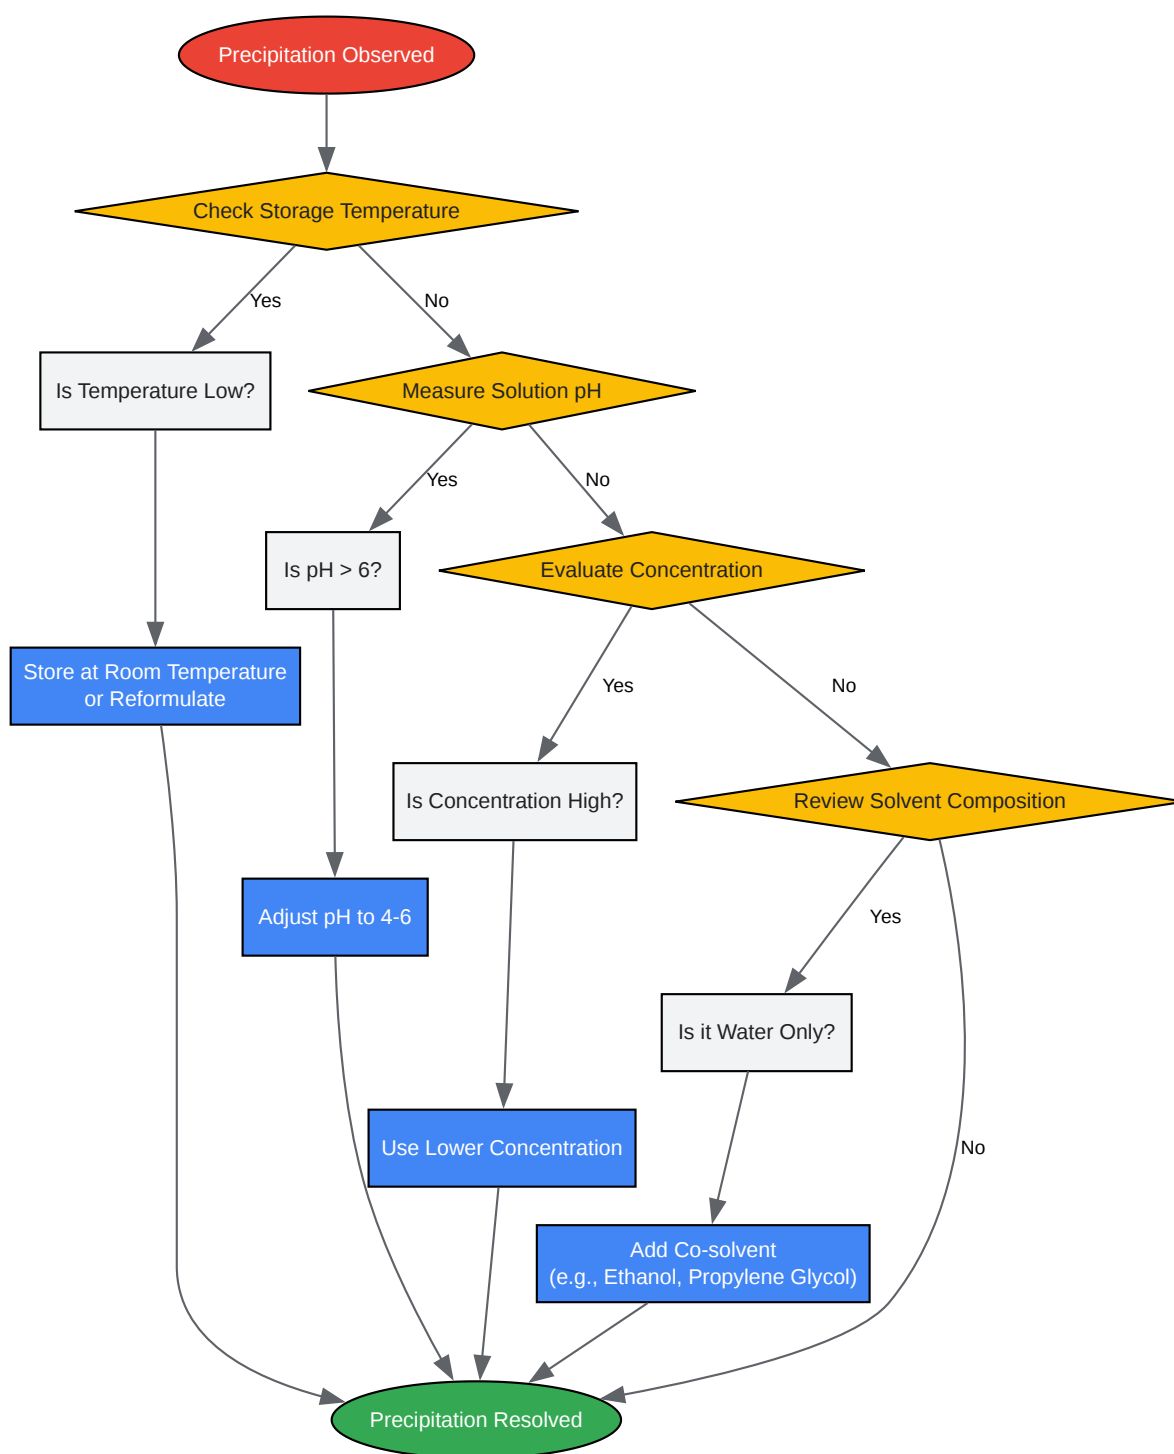 Precipitation Observed
Check Storage Temperature
Yes
No
Is Temperature Low?
Measure Solution pH
Yes
No
Is pH > 6?
Evaluate Concentration
Store at Room Temperature
or Reformulate
Yes
No
Is Concentration High?
Review Solvent Composition
Adjust pH to 4-6
Yes
Is it Water Only?
Use Lower Concentration
No
Add Co-solvent
(e.g., Ethanol, Propylene Glycol)
Precipitation Resolved